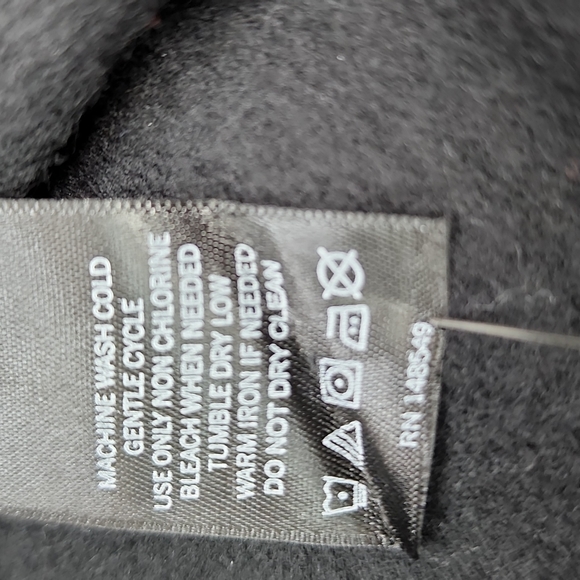 MACHINE WASH COLD
GENTLE CYCLE
USE ONLY NON CHLORINE
BLEACH WHEN NEEDED
TUMBLE DRY LOW
WARM IRON IF NEEDED
DO NOT DRY CLEAN
RN 148549